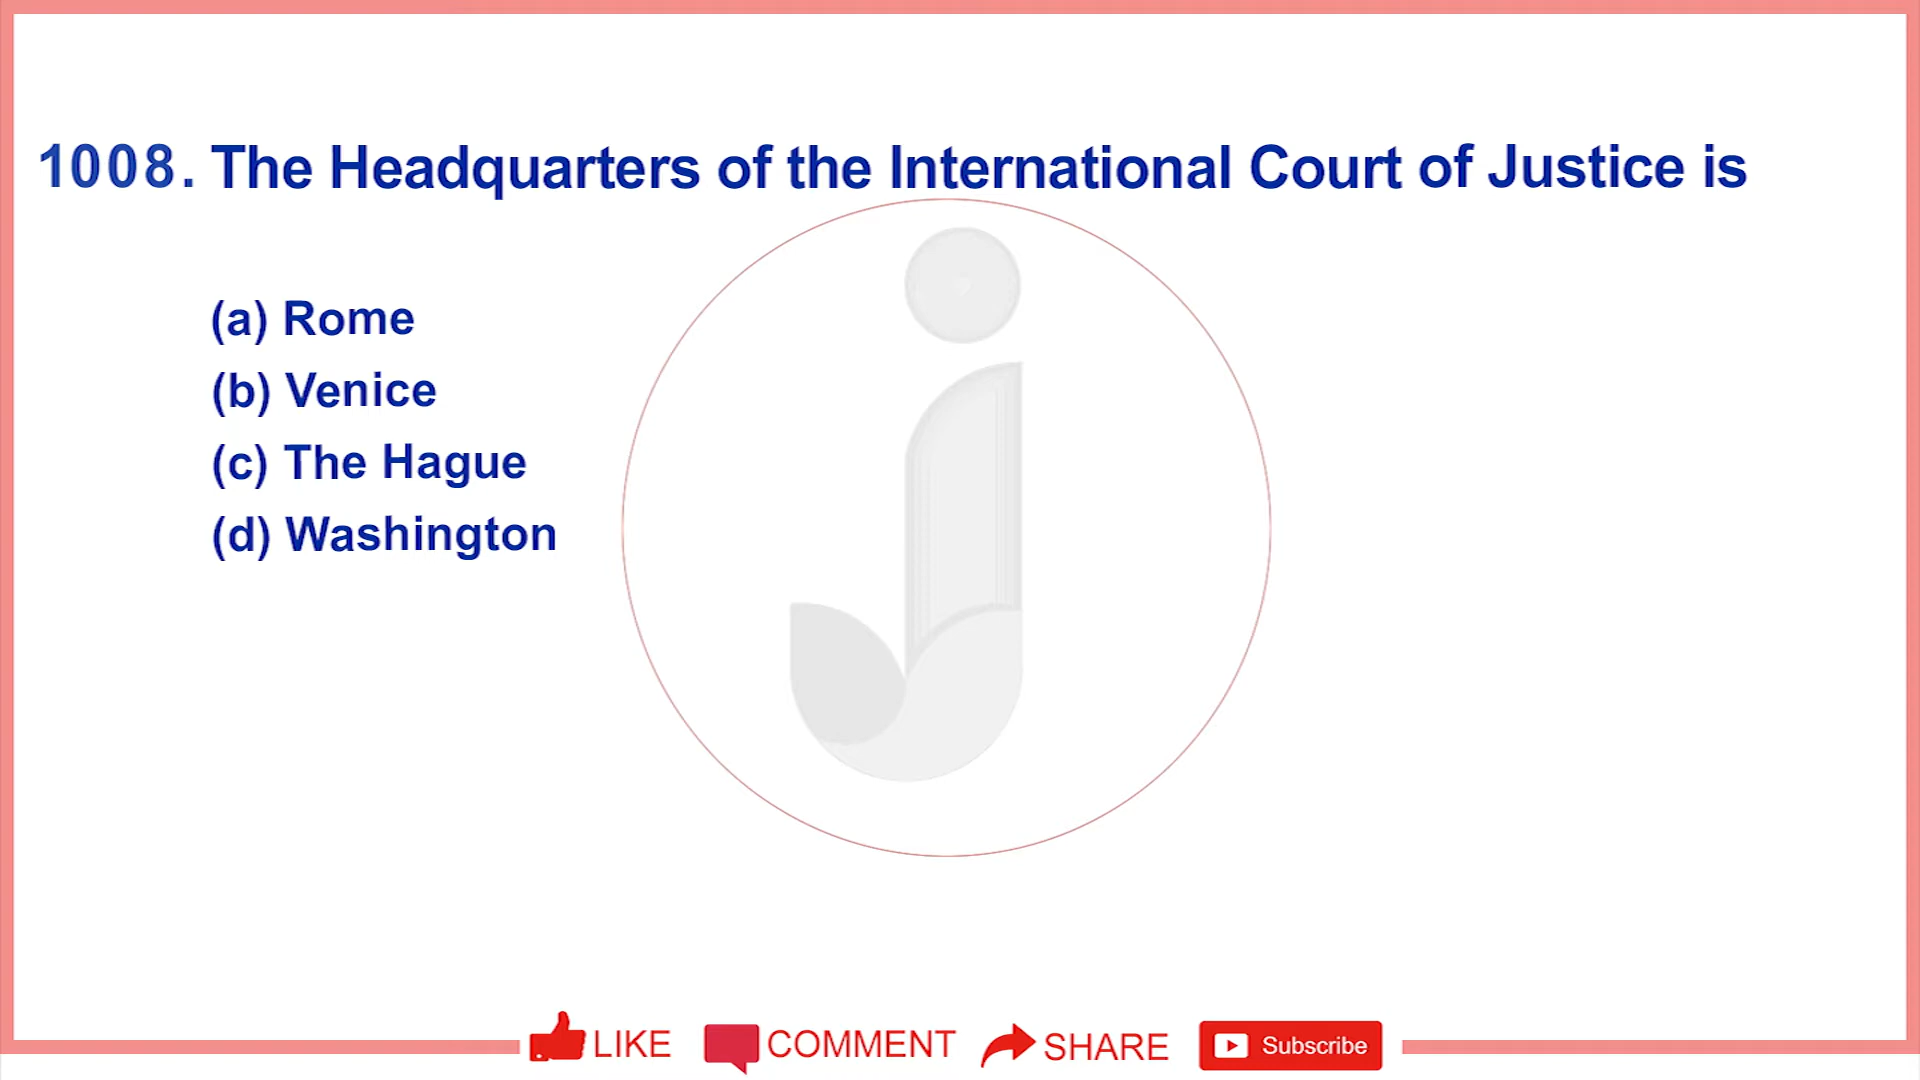 1008. The Headquarters of the International Court of Justice is
(a) Rome
(b) Venice
(c) The Hague
(d) Washington
LIKE COMMENT SHARE Subscribe